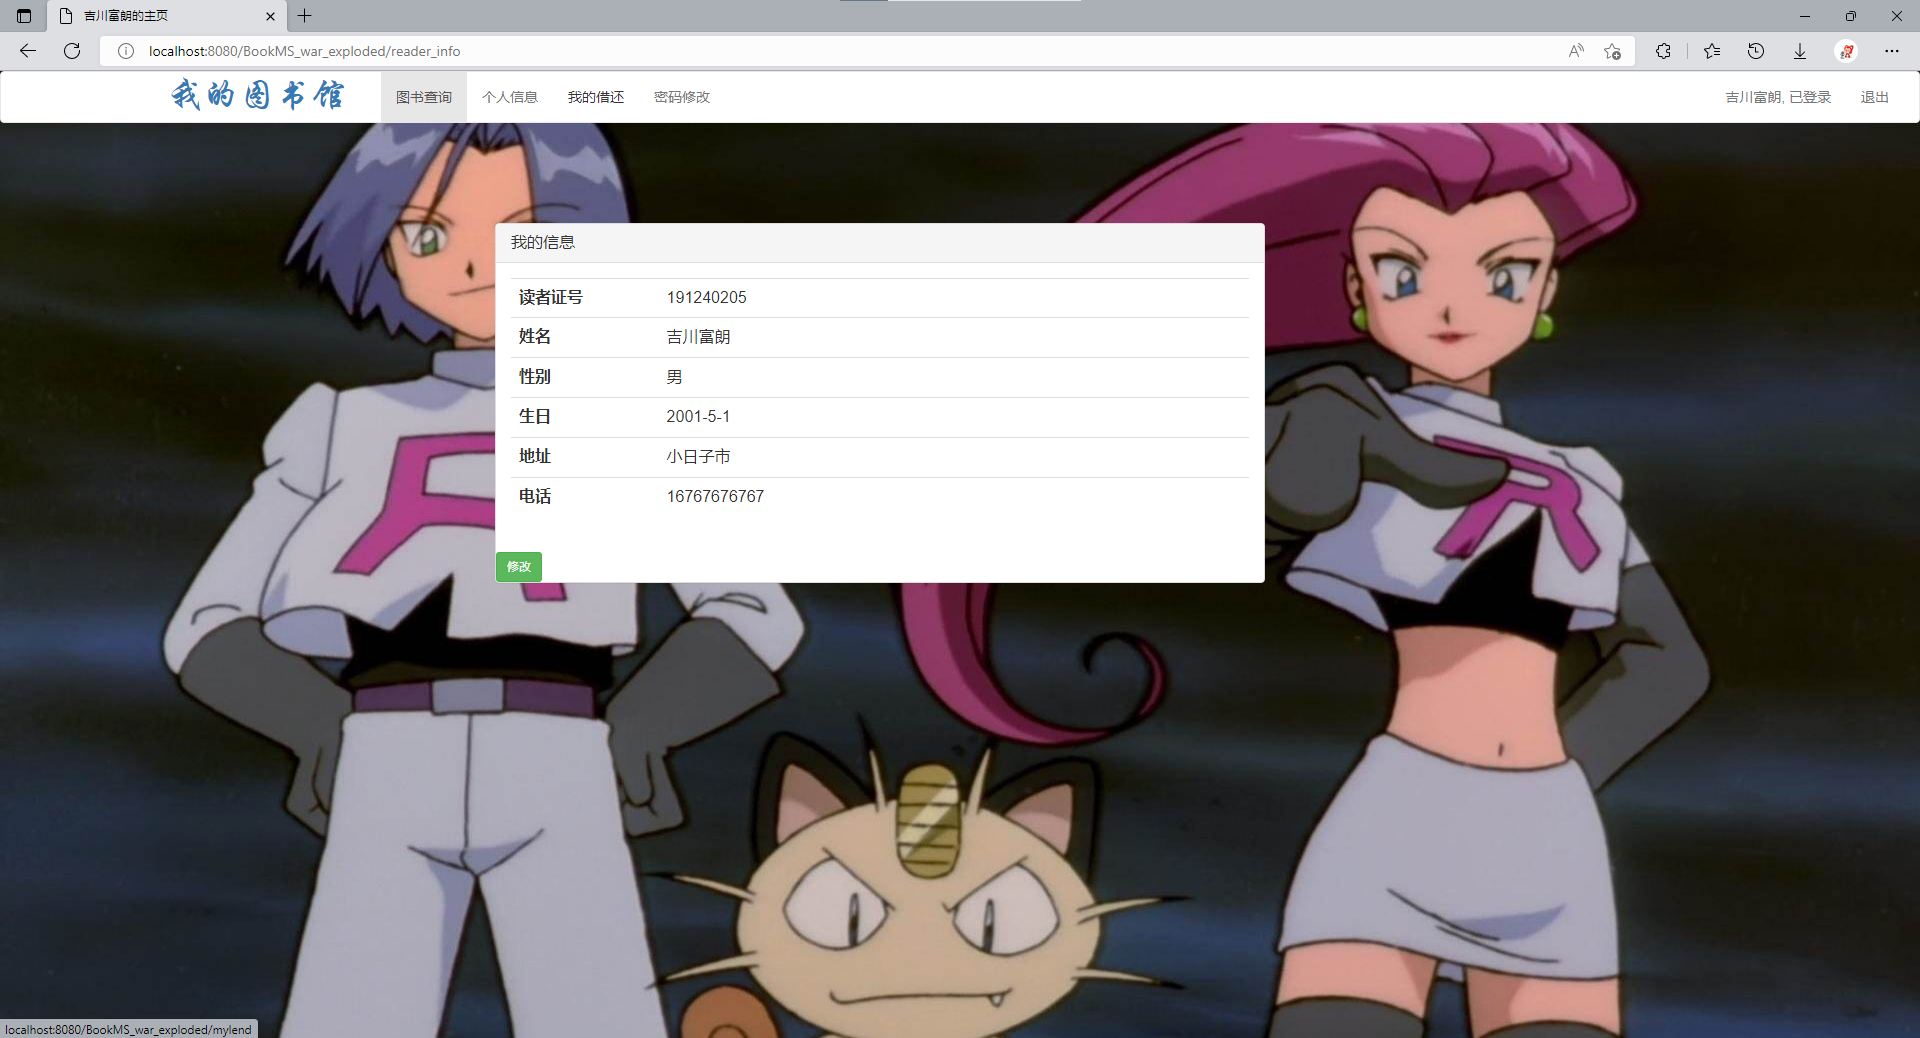 吉川富朗的主页
localhost:8080/BookMS_war_exploded/reader_info
我的图书馆 图书查询 个人信息 我的借还 密码修改 吉川富朗, 已登录 退出
我的信息
读者证号 191240205
姓名 吉川富朗
性别 男
生日 2001-5-1
地址 小日子市
电话 16767676767
修改
R
R
localhost:8080/BookMS_war_exploded/mylend